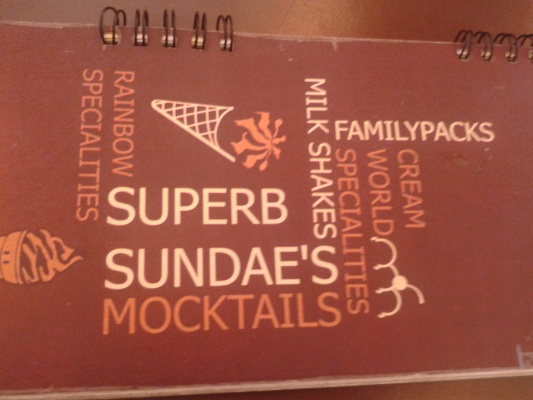 RAINBOW
SPECIALITIES
SUPERB
SUNDAE'S
MOCKTAILS
MILK SHAKES
FAMILYPACKS
CREAM
WORLD
SPECIALITIES